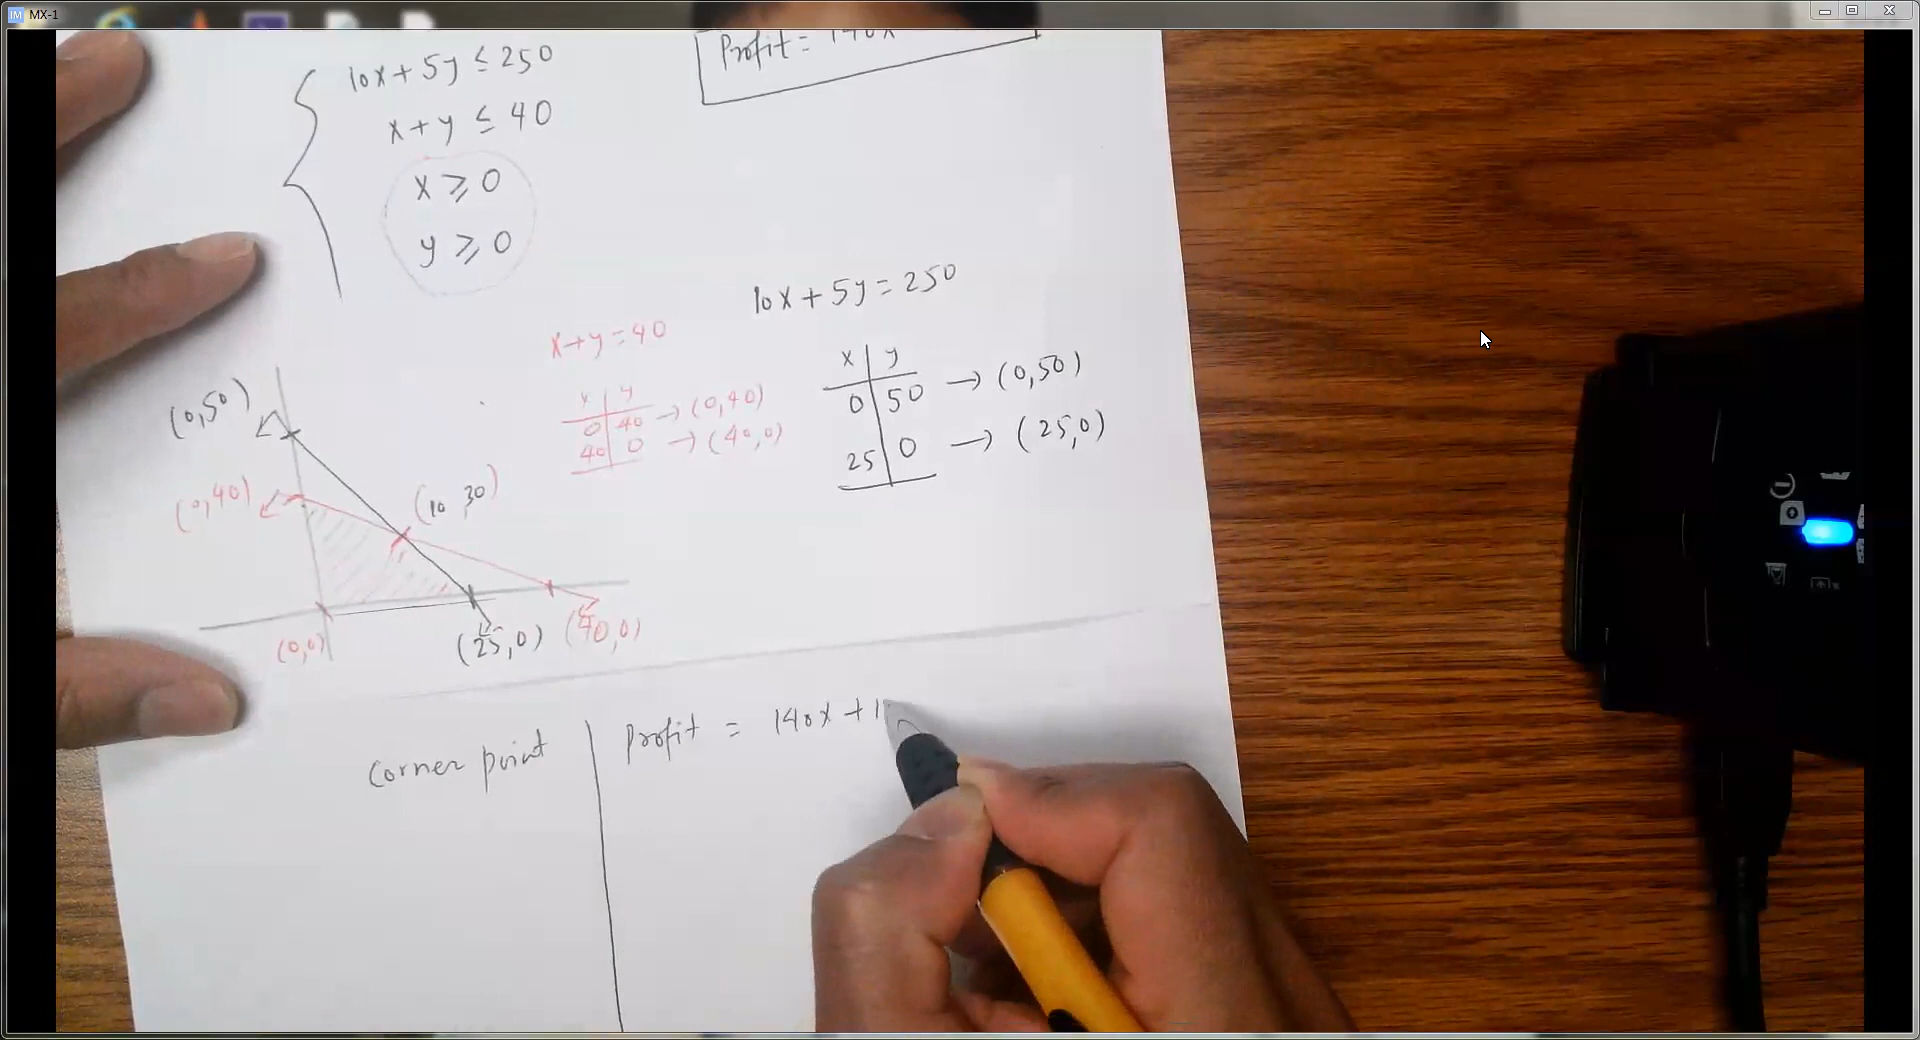 MX-1
Profit = 140x
10x + 5y ≤ 250
x + y ≤ 40
x ⩾ 0
y ⩾ 0
10x + 5y = 250
x + y = 40
x | y
0 | 50 → (0,50)
25 | 0 → (25,0)
x | y
0 | 40 → (0,40)
40 | 0 → (40,0)
(0,50)
(0,40)
(10,30)
(0,0)
(25,0)
(40,0)
Corner point | Profit = 140x + 1